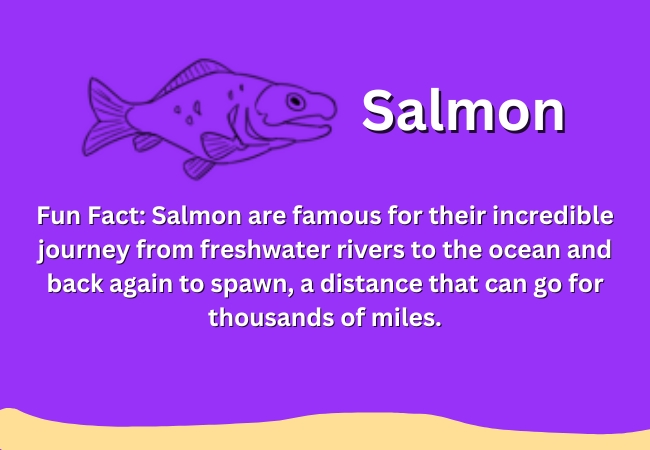 Salmon
Fun Fact: Salmon are famous for their incredible
journey from freshwater rivers to the ocean and
back again to spawn, a distance that can go for
thousands of miles.